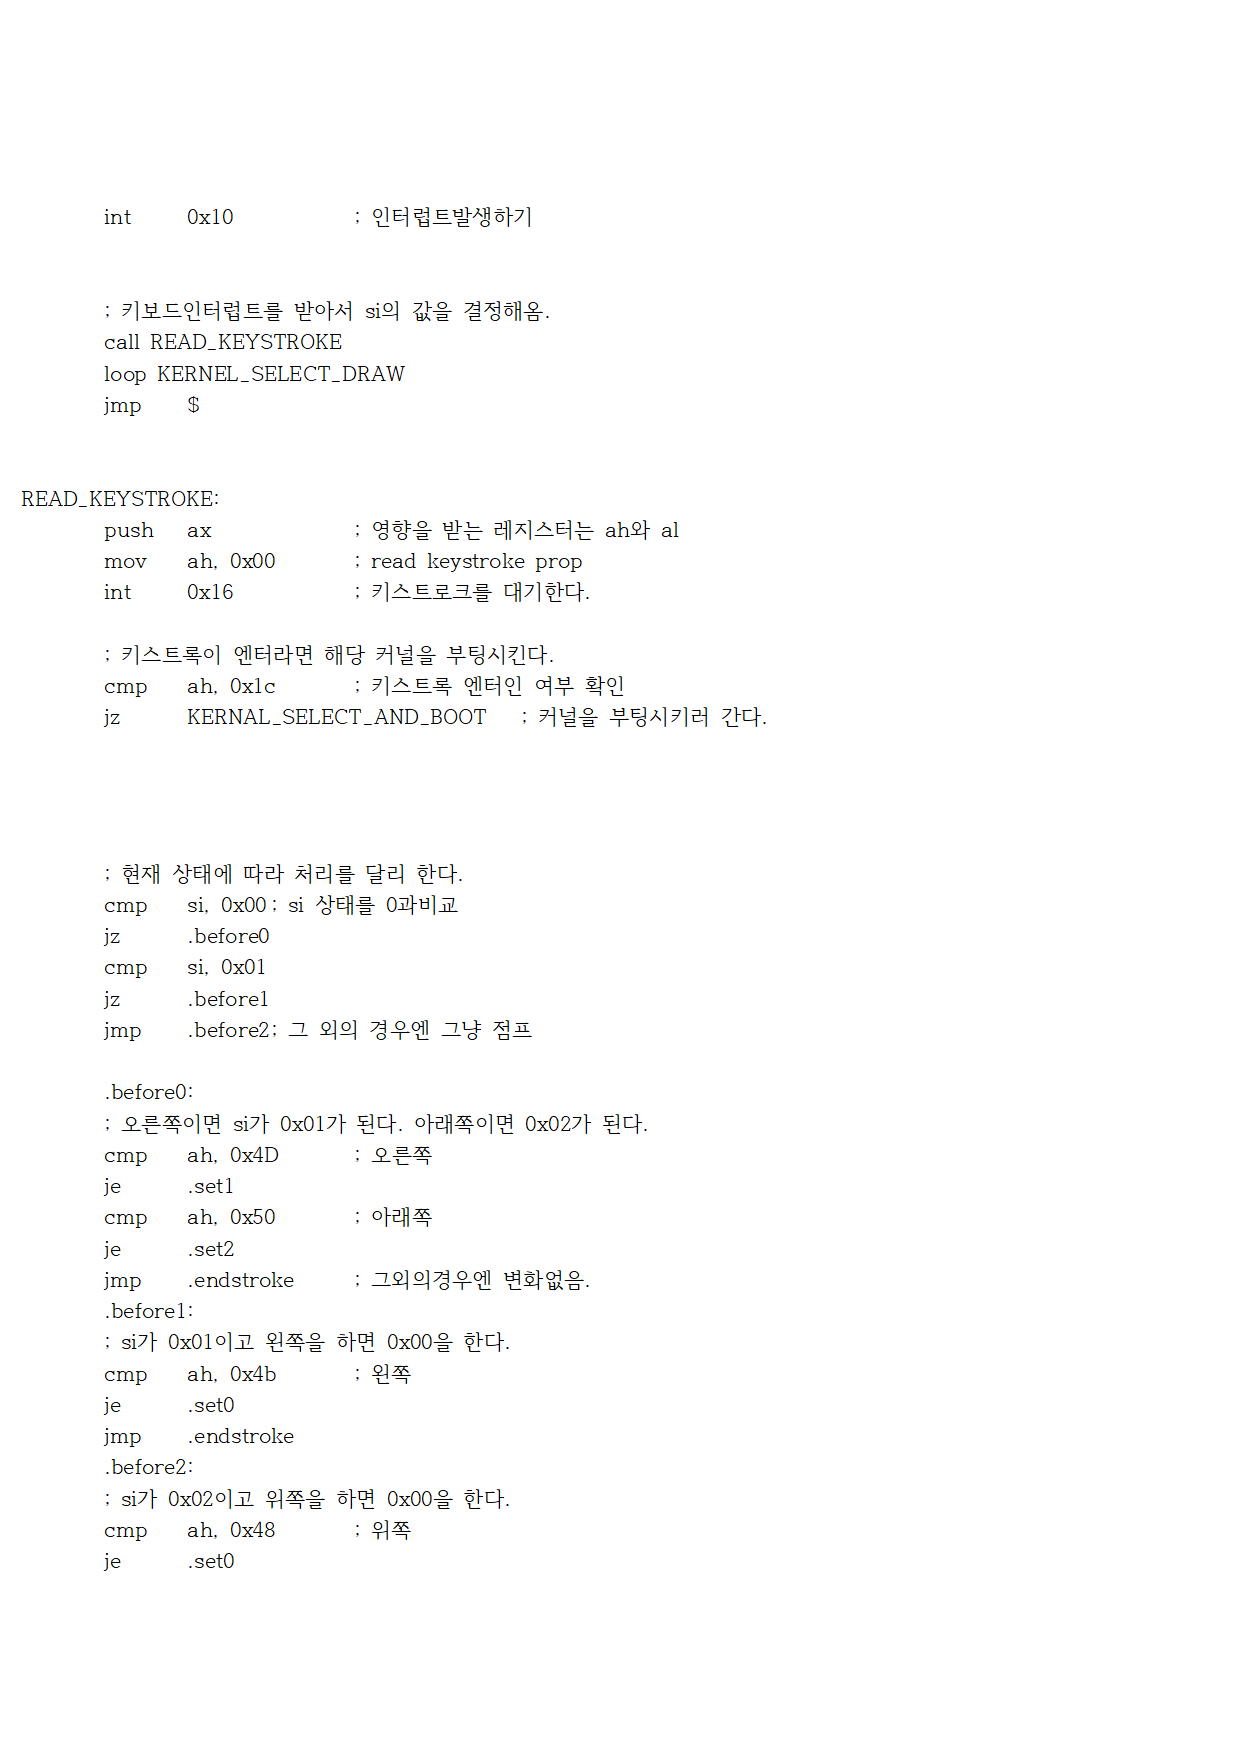 int 0x10 ; 인터럽트발생하기
; 키보드인터럽트를 받아서 si의 값을 결정해옴.
call READ_KEYSTROKE
loop KERNEL_SELECT_DRAW
jmp $
READ_KEYSTROKE:
push ax ; 영향을 받는 레지스터는 ah와 al
mov ah, 0x00 ; read keystroke prop
int 0x16 ; 키스트로크를 대기한다.
; 키스트록이 엔터라면 해당 커널을 부팅시킨다.
cmp ah, 0x1c ; 키스트록 엔터인 여부 확인
jz KERNAL_SELECT_AND_BOOT ; 커널을 부팅시키러 간다.
; 현재 상태에 따라 처리를 달리 한다.
cmp si, 0x00 ; si 상태를 0과비교
jz .before0
cmp si, 0x01
jz .before1
jmp .before2; 그 외의 경우엔 그냥 점프
.before0:
; 오른쪽이면 si가 0x01가 된다. 아래쪽이면 0x02가 된다.
cmp ah, 0x4D ; 오른쪽
je .set1
cmp ah, 0x50 ; 아래쪽
je .set2
jmp .endstroke ; 그외의경우엔 변화없음.
.before1:
; si가 0x01이고 왼쪽을 하면 0x00을 한다.
cmp ah, 0x4b ; 왼쪽
je .set0
jmp .endstroke
.before2:
; si가 0x02이고 위쪽을 하면 0x00을 한다.
cmp ah, 0x48 ; 위쪽
je .set0